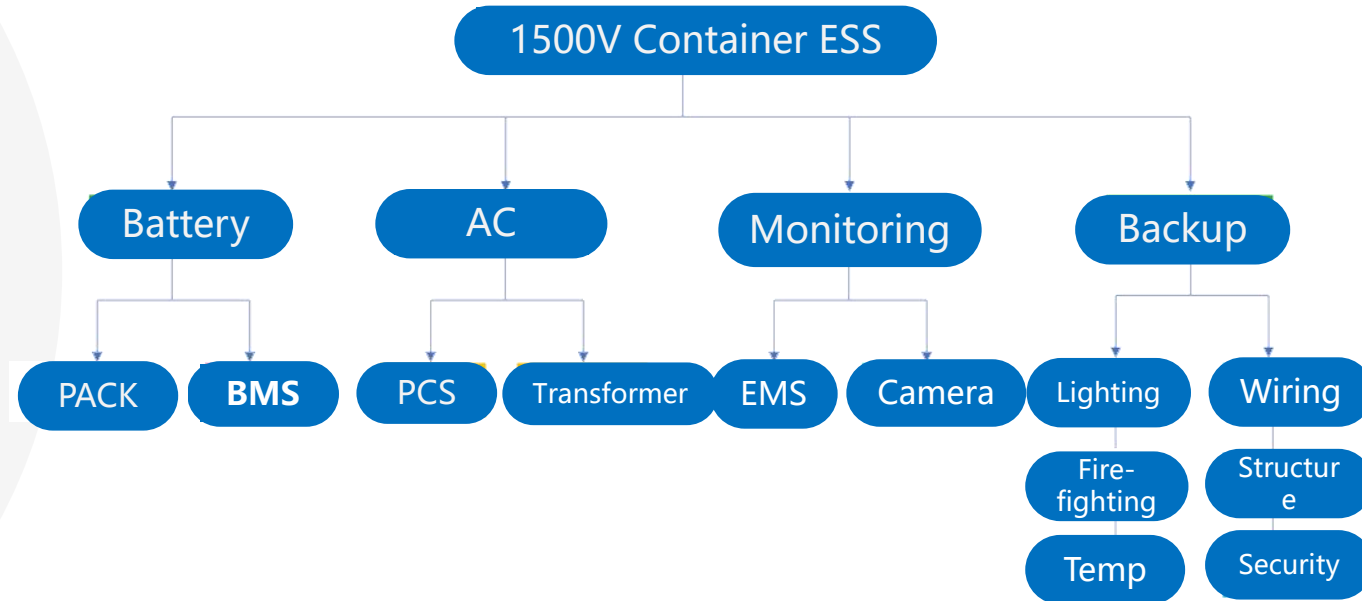 1500V Container ESS
Battery
AC
Monitoring
Backup
PACK
BMS
PCS
Transformer
EMS
Camera
Lighting
Wiring
Fire-
fighting
Structur
e
Temp
Security